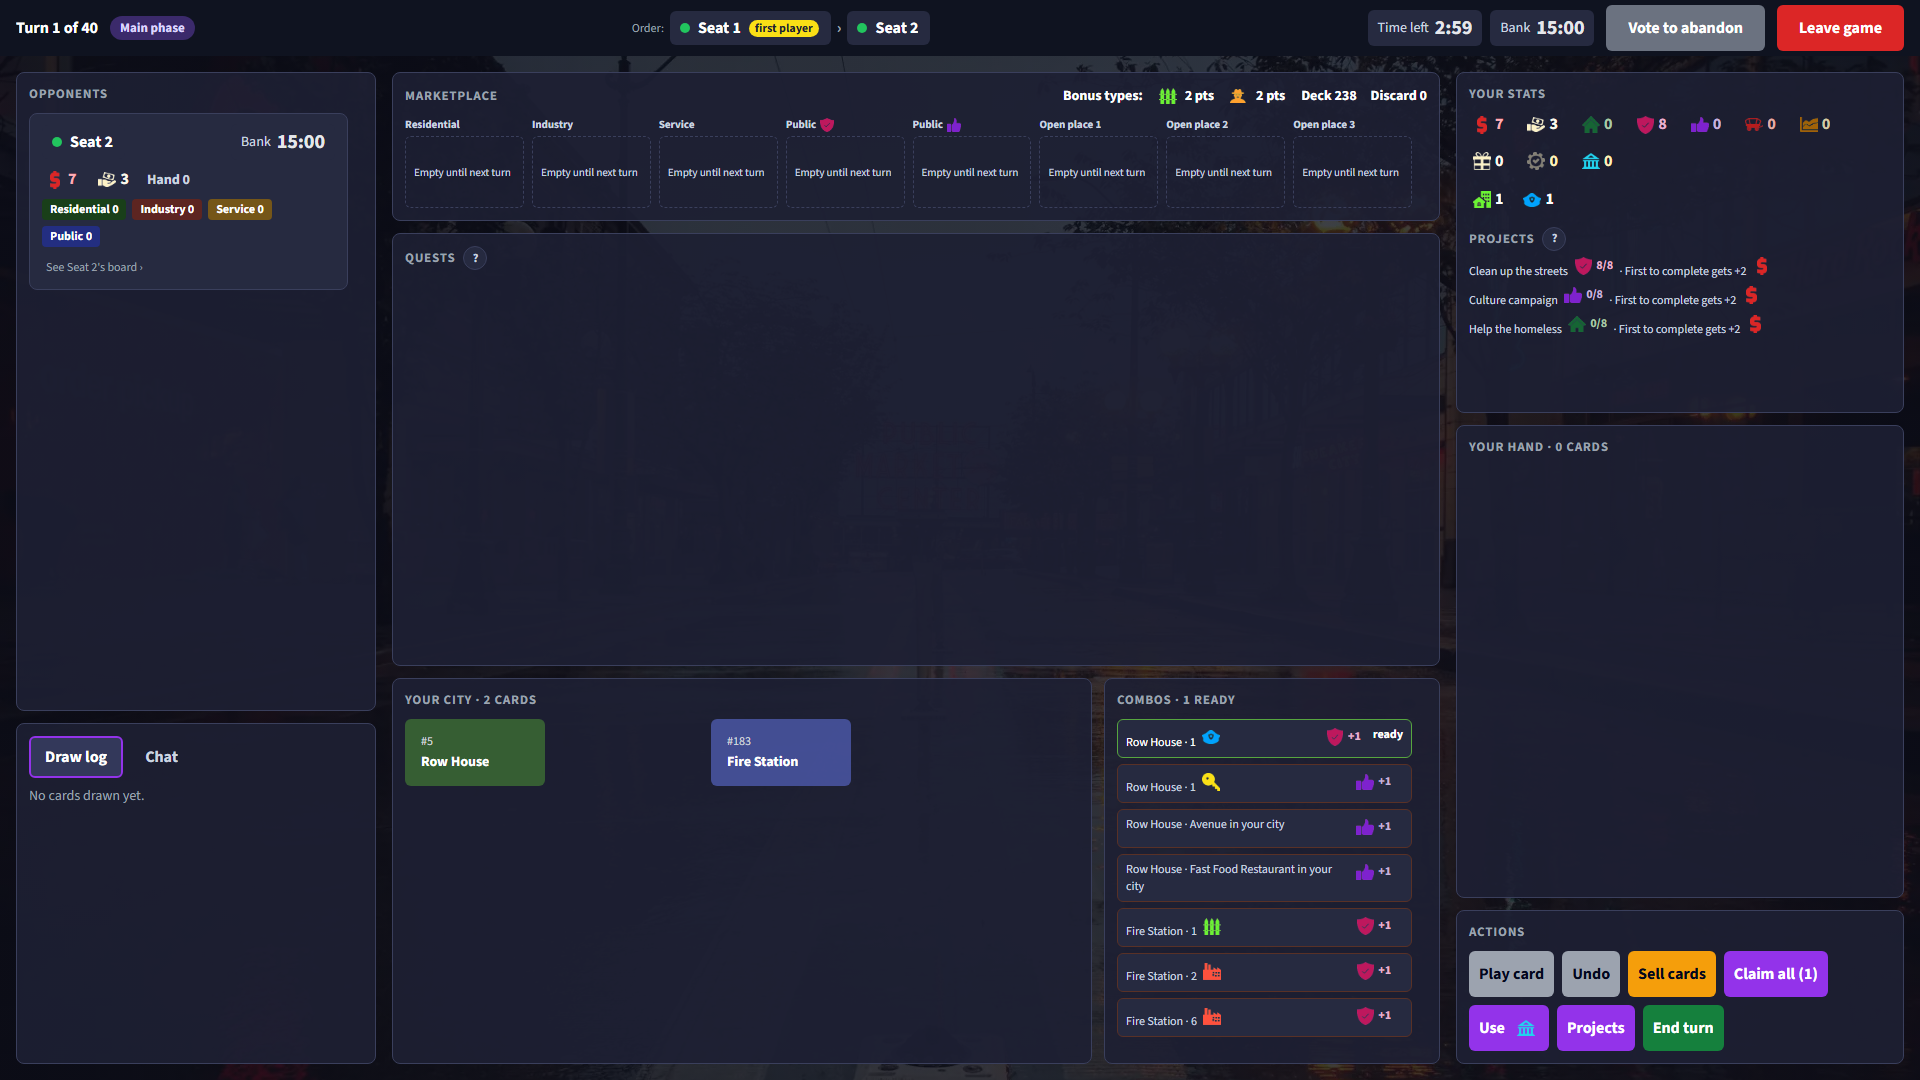 Turn 1 of 40
Main phase
Order:
Seat 1
first player
›
Seat 2
Time left 2:59
Bank 15:00
Vote to abandon
Leave game
OPPONENTS
Seat 2
Bank 15:00
7
3
Hand 0
Residential 0
Industry 0
Service 0
Public 0
See Seat 2's board ›
Draw log
Chat
No cards drawn yet.
MARKETPLACE
Bonus types:
2 pts
2 pts
Deck 238
Discard 0
Residential
Industry
Service
Public
Public
Open place 1
Open place 2
Open place 3
Empty until next turn
Empty until next turn
Empty until next turn
Empty until next turn
Empty until next turn
Empty until next turn
Empty until next turn
Empty until next turn
QUESTS
?
YOUR CITY · 2 CARDS
#5
Row House
#183
Fire Station
COMBOS · 1 READY
Row House · 1
+1
ready
Row House · 1
+1
Row House · Avenue in your city
+1
Row House · Fast Food Restaurant in your
city
+1
Fire Station · 1
+1
Fire Station · 2
+1
Fire Station · 6
+1
YOUR STATS
$ 7
3
0
8
0
0
0
0
0
0
1
1
PROJECTS
?
Clean up the streets 8/8 · First to complete gets +2 $
Culture campaign 0/8 · First to complete gets +2 $
Help the homeless 0/8 · First to complete gets +2 $
YOUR HAND · 0 CARDS
ACTIONS
Play card
Undo
Sell cards
Claim all (1)
Use
Projects
End turn